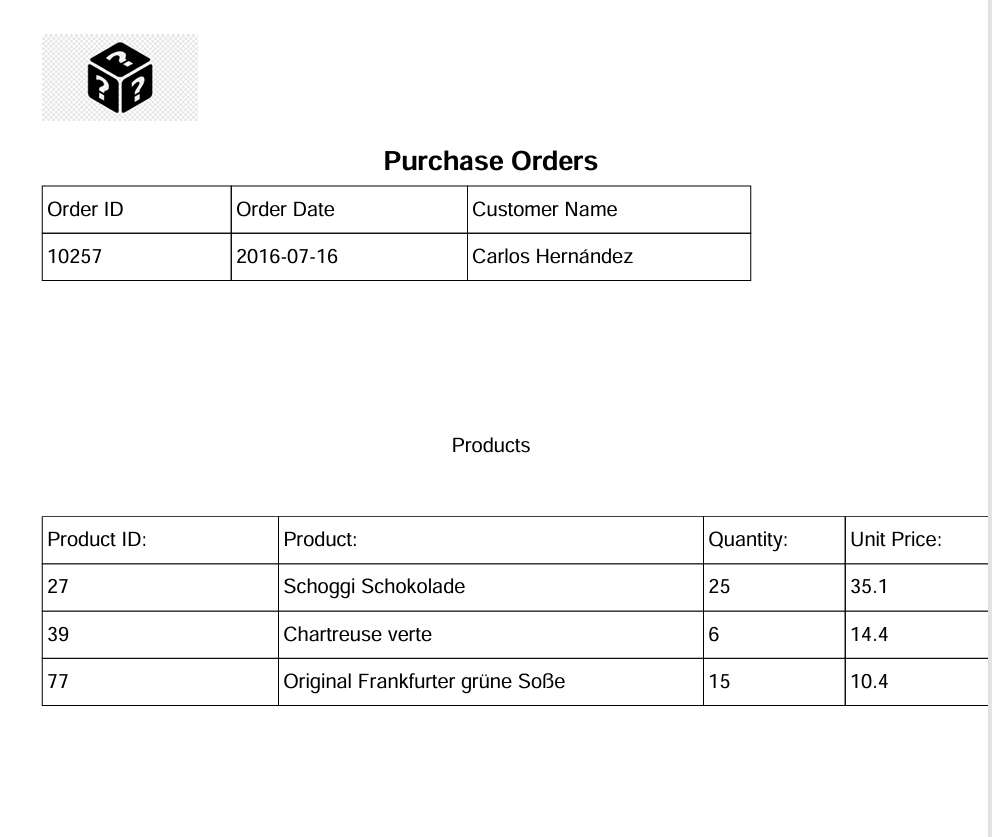 ? ? ?
Purchase Orders
Order ID Order Date Customer Name
10257 2016-07-16 Carlos Hernández
Products
Product ID: Product: Quantity: Unit Price:
27 Schoggi Schokolade 25 35.1
39 Chartreuse verte 6 14.4
77 Original Frankfurter grüne Soße 15 10.4